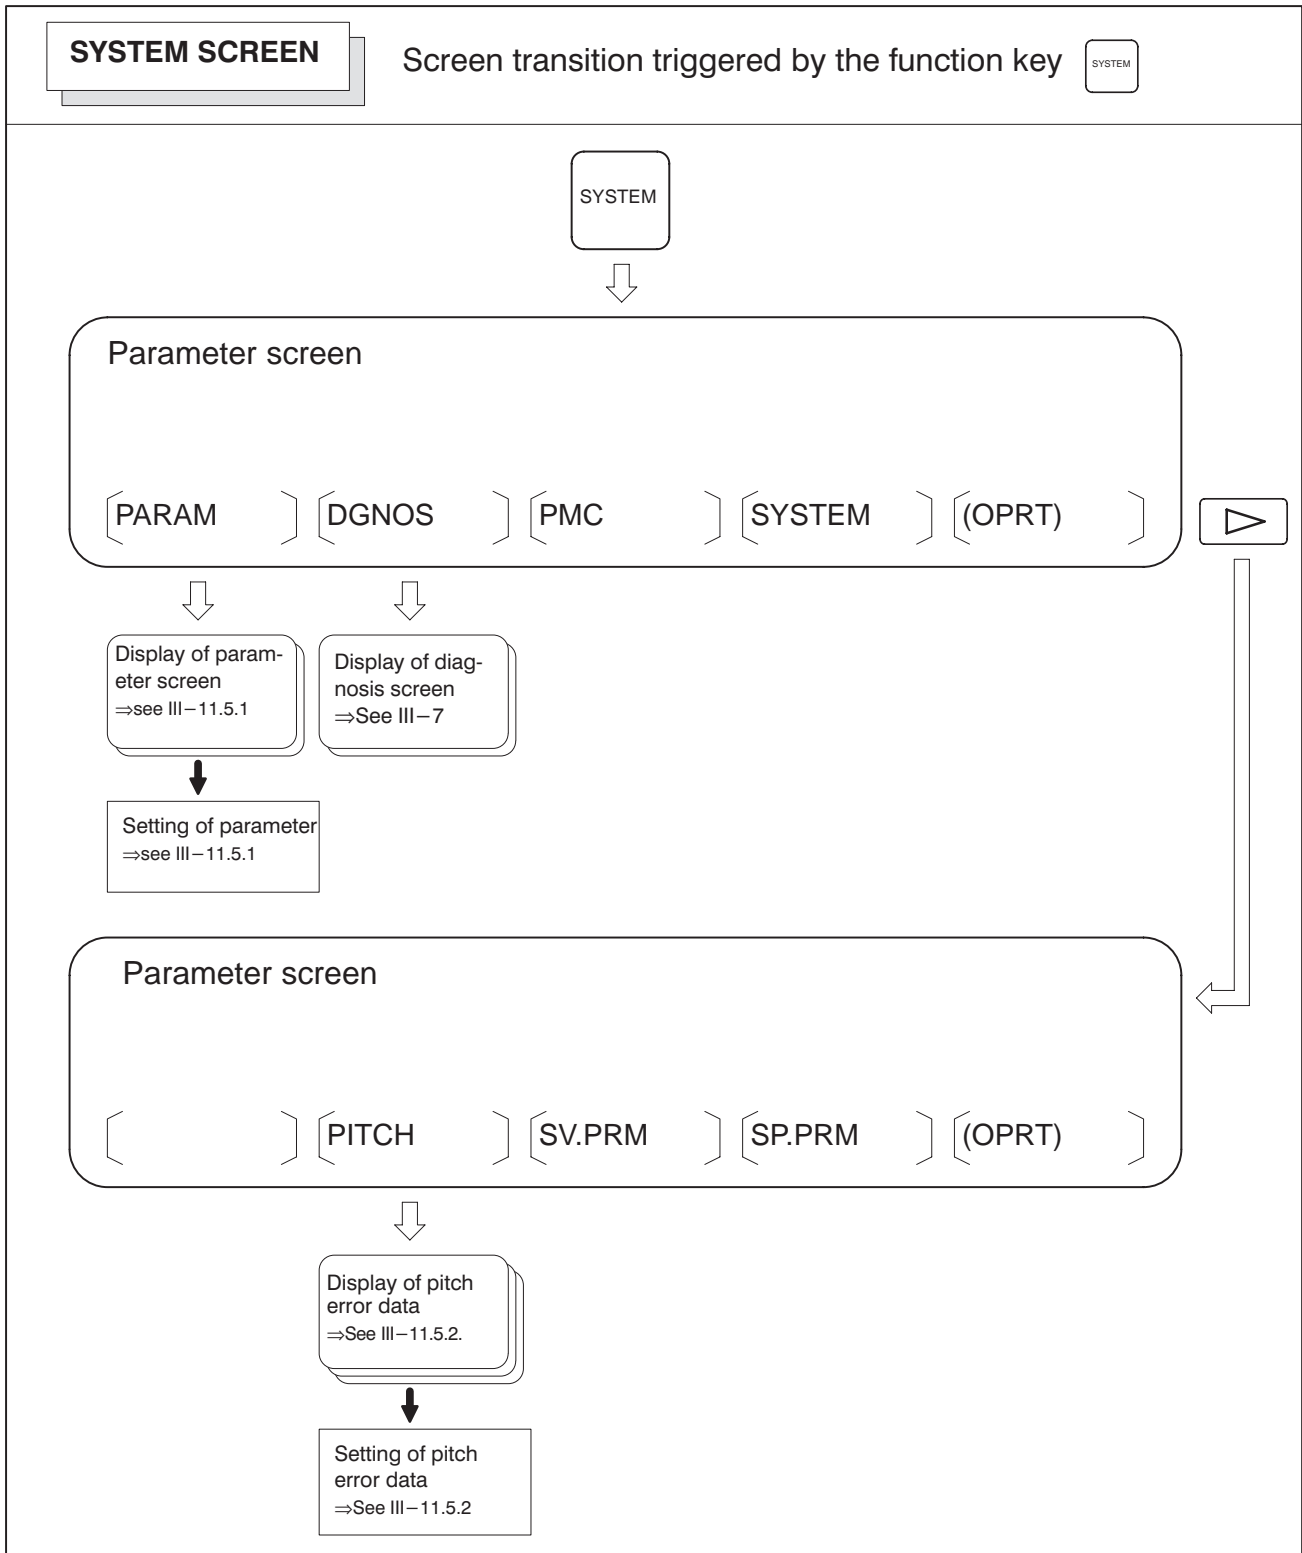 SYSTEM SCREEN Screen transition triggered by the function key SYSTEM
SYSTEM
Parameter screen
PARAM DGNOS PMC SYSTEM (OPRT)
Display of param-
eter screen
⇒see III−11.5.1
Display of diag-
nosis screen
⇒See III−7
Setting of parameter
⇒see III−11.5.1
Parameter screen
PITCH SV.PRM SP.PRM (OPRT)
Display of pitch
error data
⇒See III−11.5.2.
Setting of pitch
error data
⇒See III−11.5.2